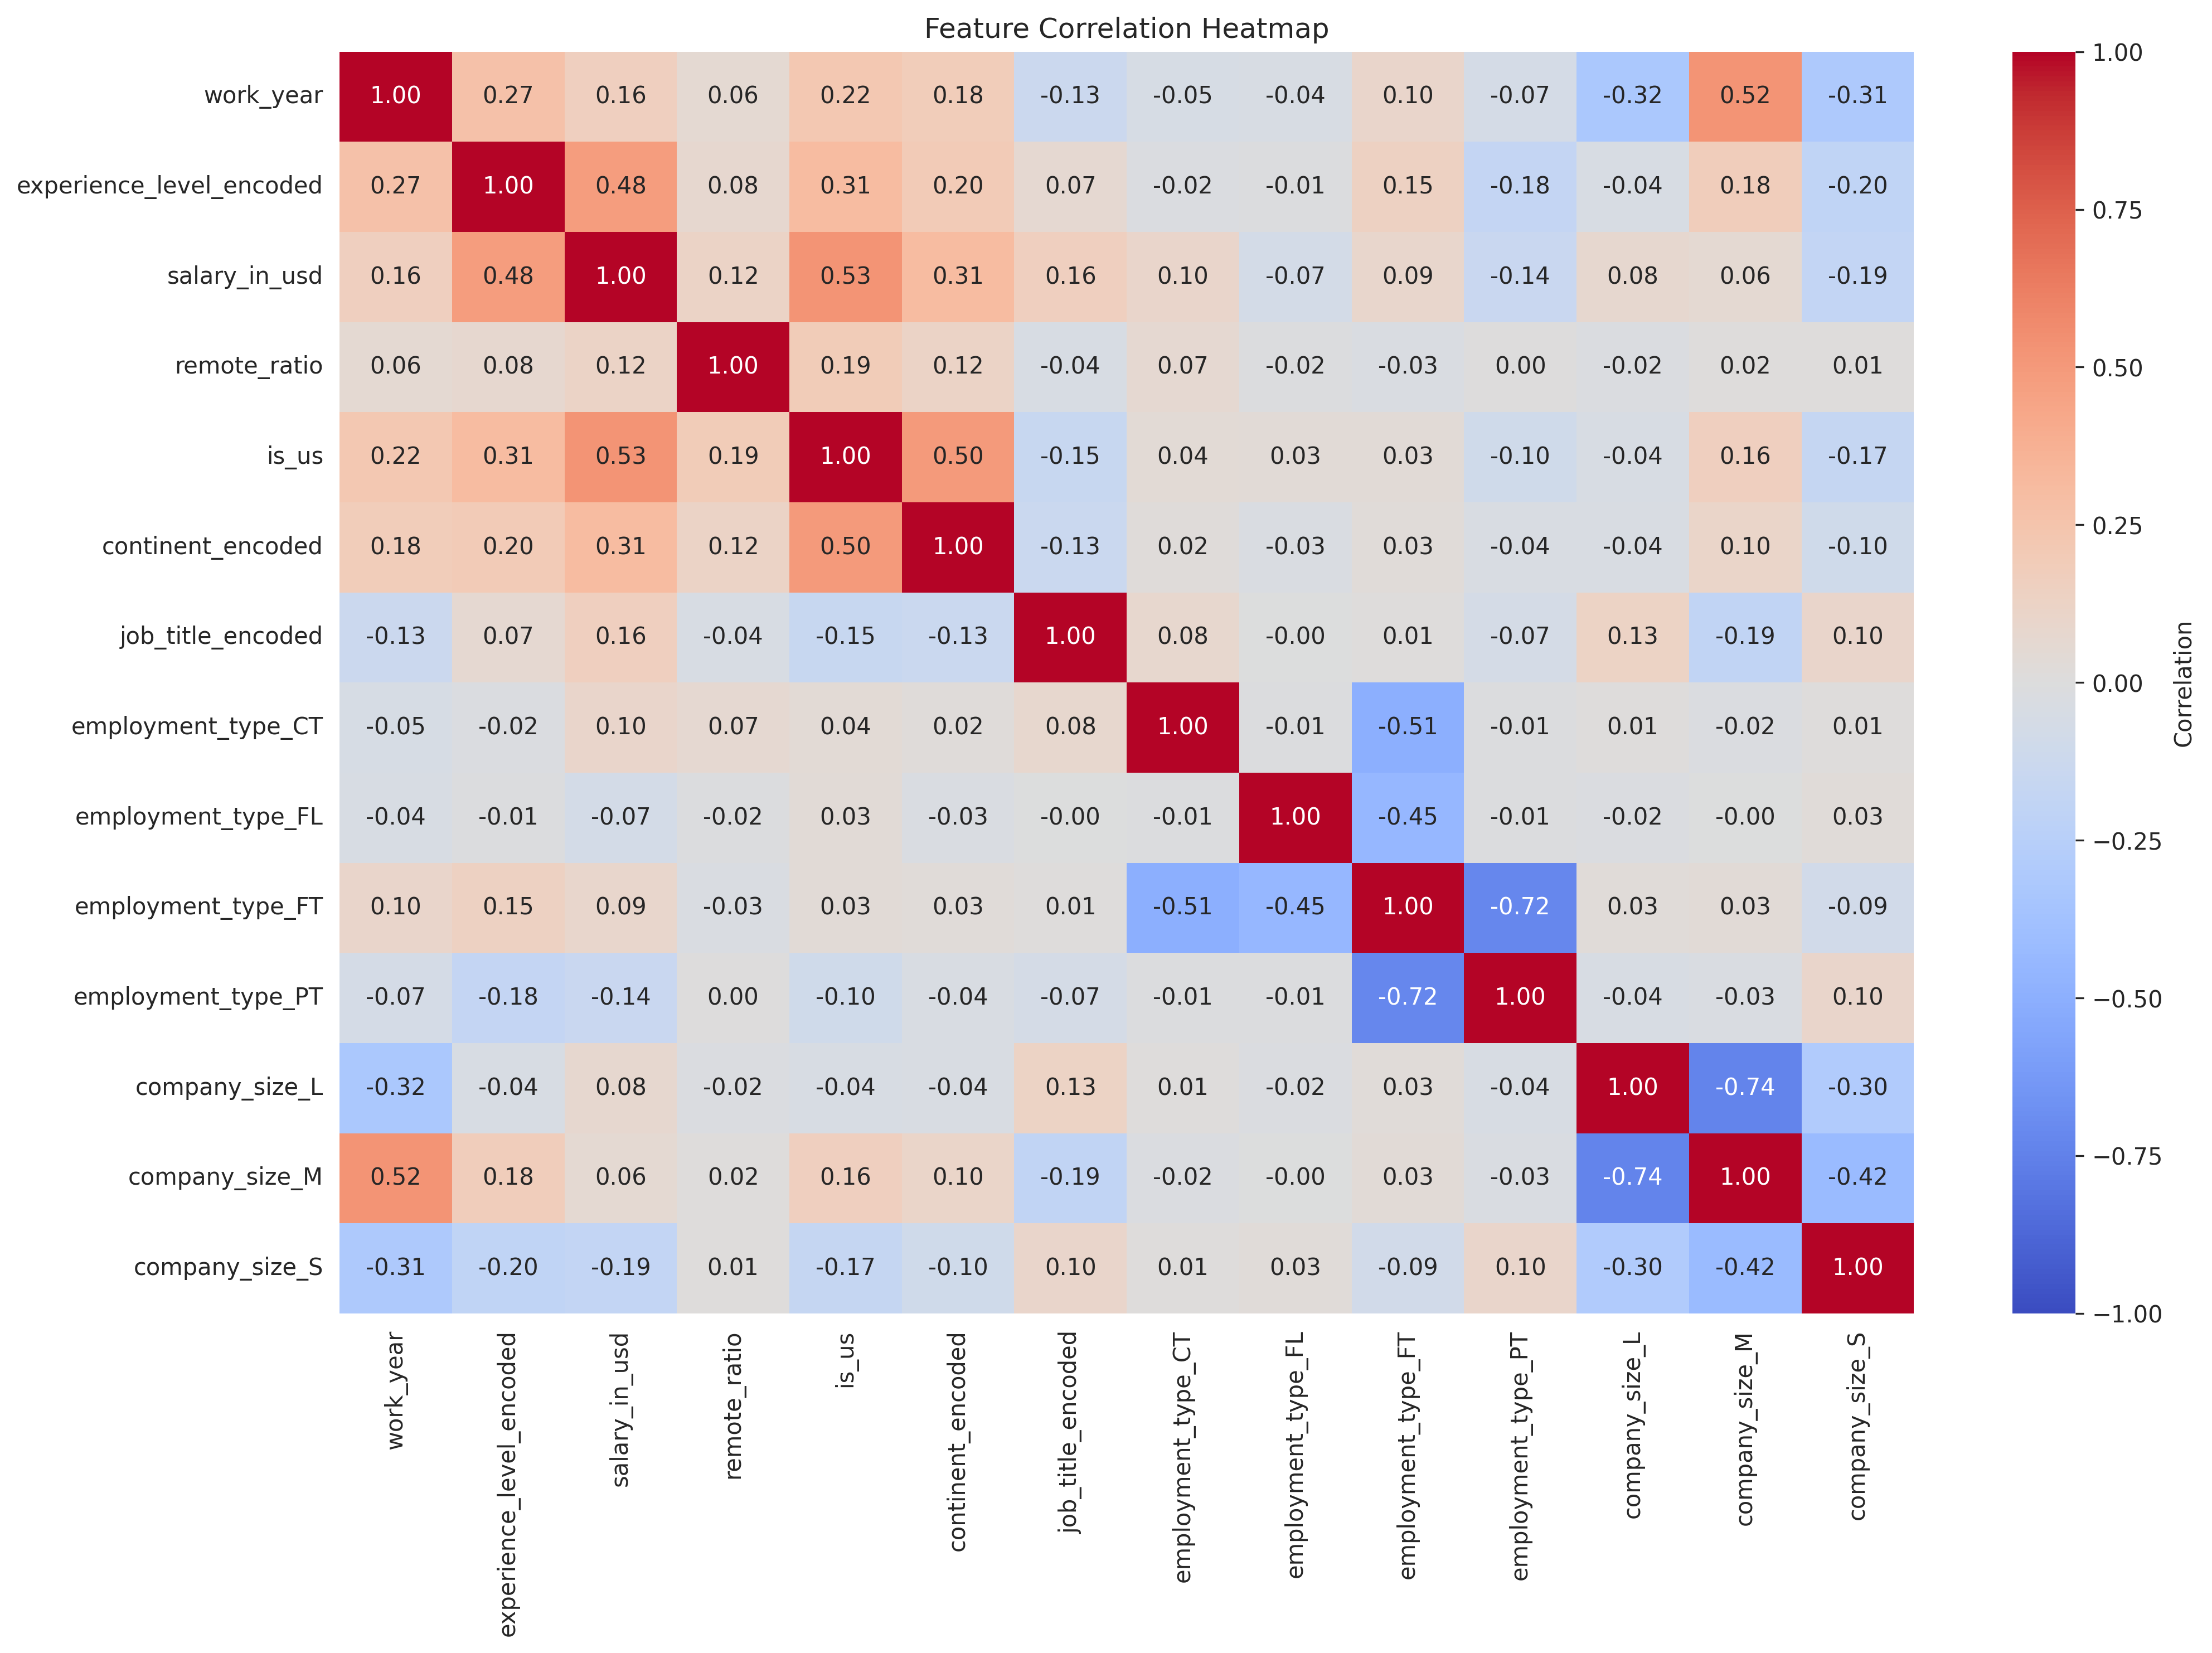 Feature Correlation Heatmap
work_year 1.00 0.27 0.16 0.06 0.22 0.18 -0.13 -0.05 -0.04 0.10 -0.07 -0.32 0.52 -0.31
experience_level_encoded 0.27 1.00 0.48 0.08 0.31 0.20 0.07 -0.02 -0.01 0.15 -0.18 -0.04 0.18 -0.20
salary_in_usd 0.16 0.48 1.00 0.12 0.53 0.31 0.16 0.10 -0.07 0.09 -0.14 0.08 0.06 -0.19
remote_ratio 0.06 0.08 0.12 1.00 0.19 0.12 -0.04 0.07 -0.02 -0.03 0.00 -0.02 0.02 0.01
is_us 0.22 0.31 0.53 0.19 1.00 0.50 -0.15 0.04 0.03 0.03 -0.10 -0.04 0.16 -0.17
continent_encoded 0.18 0.20 0.31 0.12 0.50 1.00 -0.13 0.02 -0.03 0.03 -0.04 -0.04 0.10 -0.10
job_title_encoded -0.13 0.07 0.16 -0.04 -0.15 -0.13 1.00 0.08 -0.00 0.01 -0.07 0.13 -0.19 0.10
employment_type_CT -0.05 -0.02 0.10 0.07 0.04 0.02 0.08 1.00 -0.01 -0.51 -0.01 0.01 -0.02 0.01
employment_type_FL -0.04 -0.01 -0.07 -0.02 0.03 -0.03 -0.00 -0.01 1.00 -0.45 -0.01 -0.02 -0.00 0.03
employment_type_FT 0.10 0.15 0.09 -0.03 0.03 0.03 0.01 -0.51 -0.45 1.00 -0.72 0.03 0.03 -0.09
employment_type_PT -0.07 -0.18 -0.14 0.00 -0.10 -0.04 -0.07 -0.01 -0.01 -0.72 1.00 -0.04 -0.03 0.10
company_size_L -0.32 -0.04 0.08 -0.02 -0.04 -0.04 0.13 0.01 -0.02 0.03 -0.04 1.00 -0.74 -0.30
company_size_M 0.52 0.18 0.06 0.02 0.16 0.10 -0.19 -0.02 -0.00 0.03 -0.03 -0.74 1.00 -0.42
company_size_S -0.31 -0.20 -0.19 0.01 -0.17 -0.10 0.10 0.01 0.03 -0.09 0.10 -0.30 -0.42 1.00
work_year
experience_level_encoded
salary_in_usd
remote_ratio
is_us
continent_encoded
job_title_encoded
employment_type_CT
employment_type_FL
employment_type_FT
employment_type_PT
company_size_L
company_size_M
company_size_S
1.00
0.75
0.50
0.25
0.00
−0.25
−0.50
−0.75
−1.00
Correlation